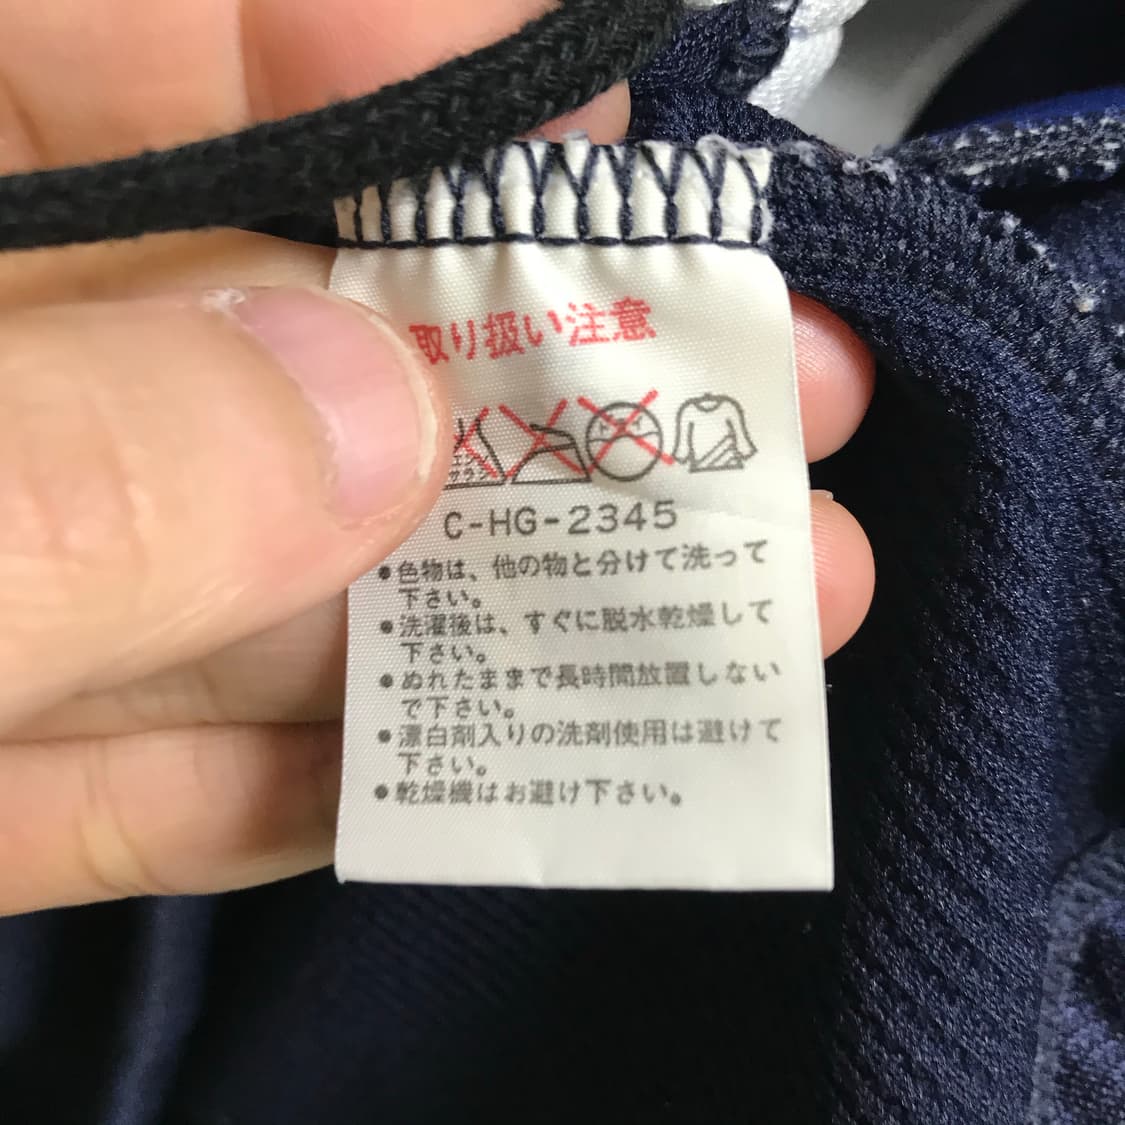 取り扱い注意
C-HG-2345
●色物は、他の物と分けて洗って
下さい。
●洗濯後は、すぐに脱水乾燥して
下さい。
●ぬれたままで長時間放置しない
で下さい。
●漂白剤入りの洗剤使用は避けて
下さい。
●乾燥機はお避け下さい。